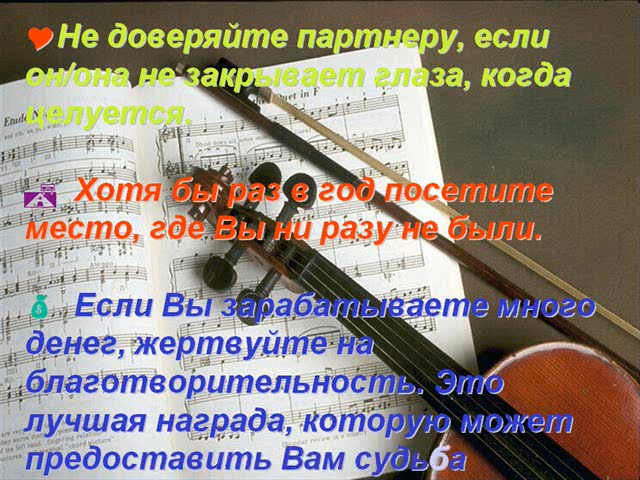 Не доверяйте партнеру, если
он/она не закрывает глаза, когда
целуется.
Хотя бы раз в год посетите
место, где Вы ни разу не были.
Если Вы зарабатываете много
денег, жертвуйте на
благотворительность. Это
лучшая награда, которую может
предоставить Вам судьба